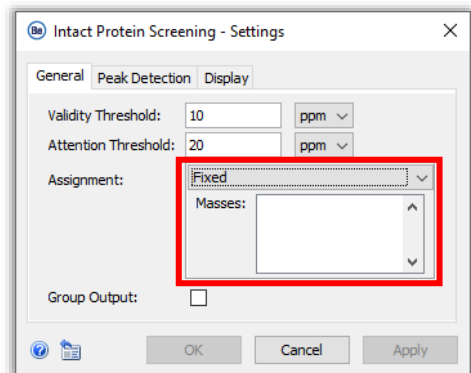 Be Intact Protein Screening - Settings
General Peak Detection Display
Validity Threshold: 10 ppm
Attention Threshold: 20 ppm
Assignment: Fixed
Masses:
Group Output:
? OK Cancel Apply